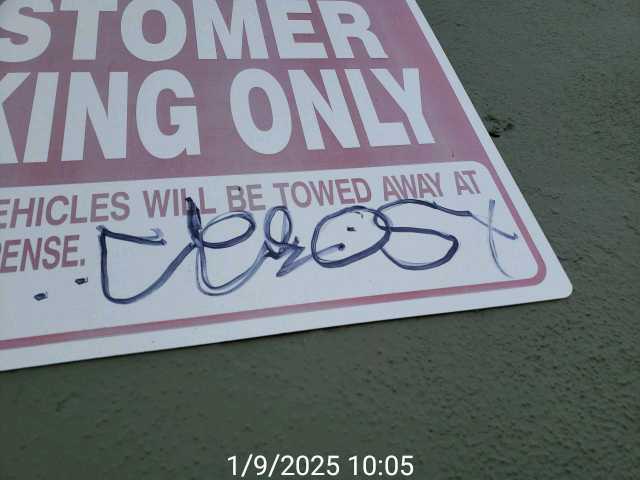 STOMER
KING ONLY
EHICLES WILL BE TOWED AWAY AT
ENSE.
1/9/2025 10:05